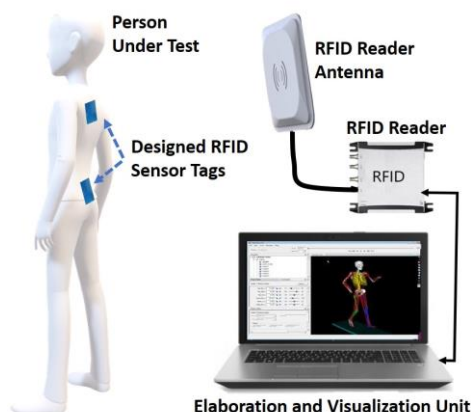 Person
Under Test
RFID Reader
Antenna
Designed RFID
Sensor Tags
RFID Reader
RFID
Elaboration and Visualization Unit